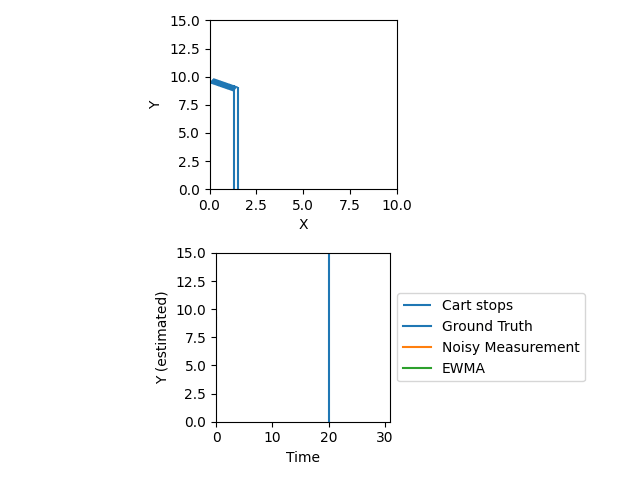 15.0
12.5
10.0
7.5
5.0
2.5
0.0
Y
0.0 2.5 5.0 7.5 10.0
X
15.0
12.5
10.0
7.5
5.0
2.5
0.0
Y (estimated)
0 10 20 30
Time
Cart stops
Ground Truth
Noisy Measurement
EWMA